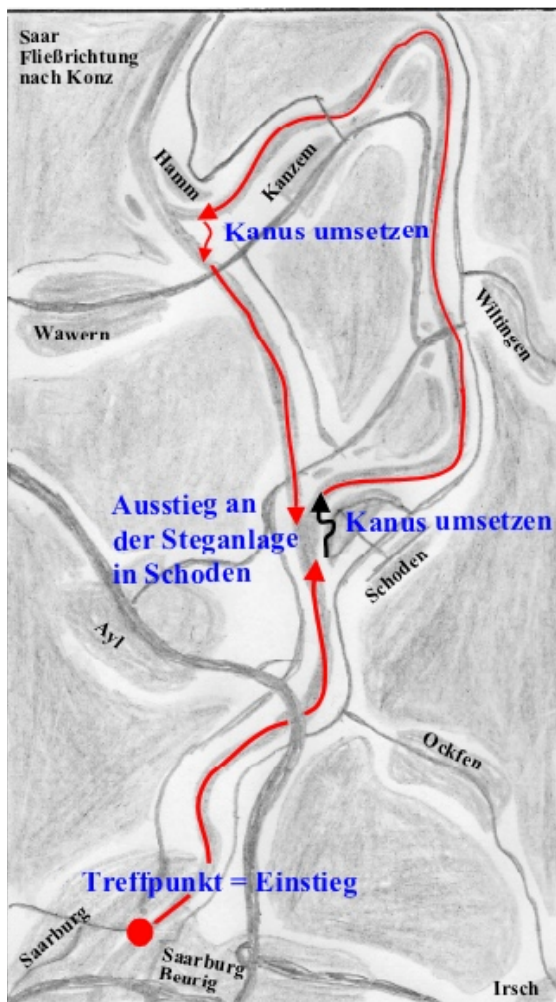 Saar
Fließrichtung
nach Konz
Hamm
Kanzem
Kanus umsetzen
Wawern
Wiltingen
Ausstieg an
der Steganlage
in Schoden
Kanus umsetzen
Schoden
Ayl
Ockfen
Treffpunkt = Einstieg
Saarburg
Saarburg
Beurig
Irsch